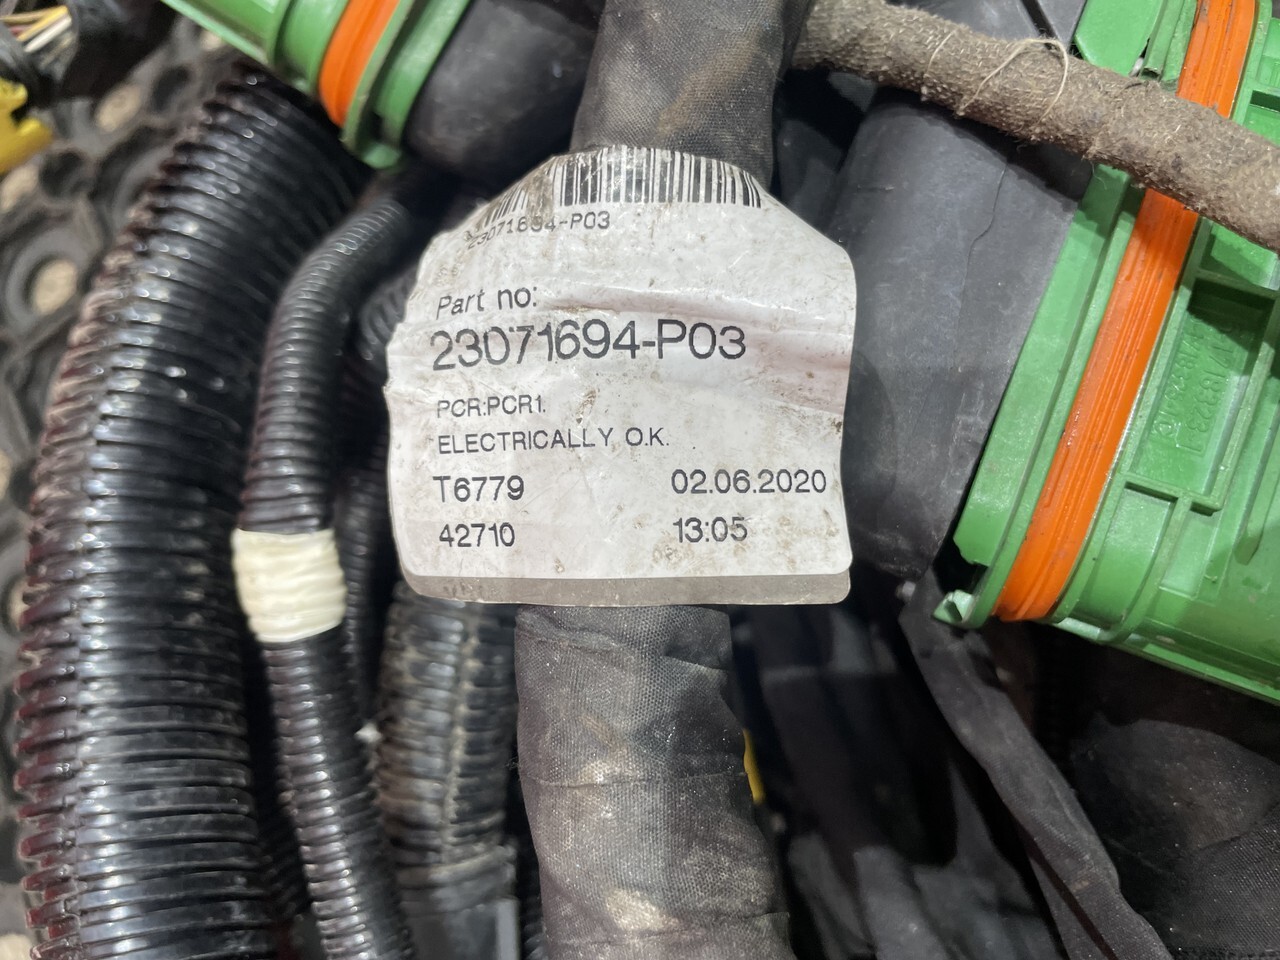 23071694-P03
Part no:
23071694-P03
PCR:PCR1.
ELECTRICALLY O.K.
T6779 02.06.2020
42710 13:05